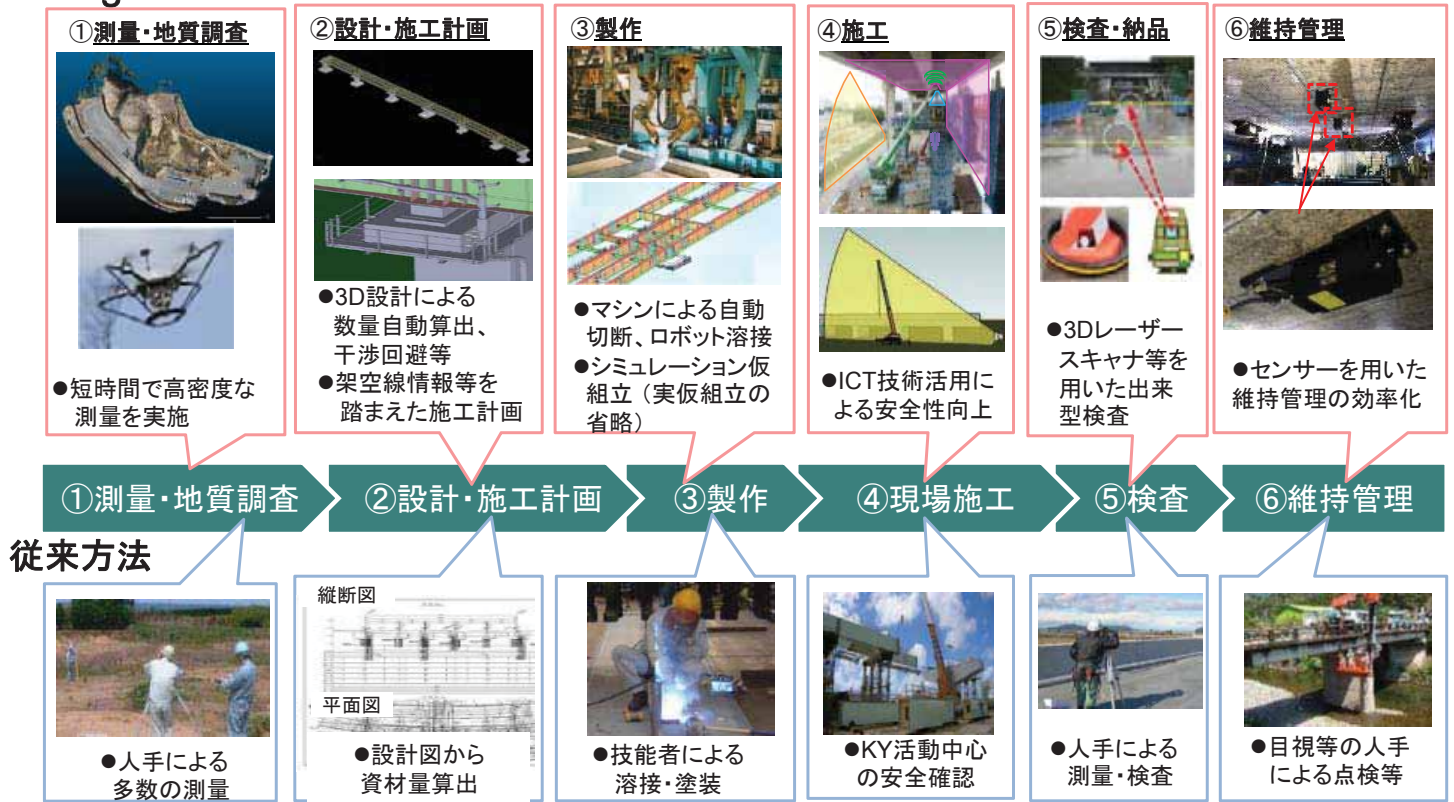 ①測量・地質調査
●短時間で高密度な
測量を実施
②設計・施工計画
●3D設計による
数量自動算出、
干渉回避等
●架空線情報等を
踏まえた施工計画
③製作
●マシンによる自動
切断、ロボット溶接
●シミュレーション仮
組立（実仮組立の
省略）
④施工
●ICT技術活用に
よる安全性向上
⑤検査・納品
●3Dレーザー
スキャナ等を
用いた出来
型検査
⑥維持管理
●センサーを用いた
維持管理の効率化
①測量・地質調査
②設計・施工計画
③製作
④現場施工
⑤検査
⑥維持管理
従来方法
●人手による
多数の測量
縦断図
平面図
●設計図から
資材量算出
●技能者による
溶接・塗装
●KY活動中心
の安全確認
●人手による
測量・検査
●目視等の人手
による点検等